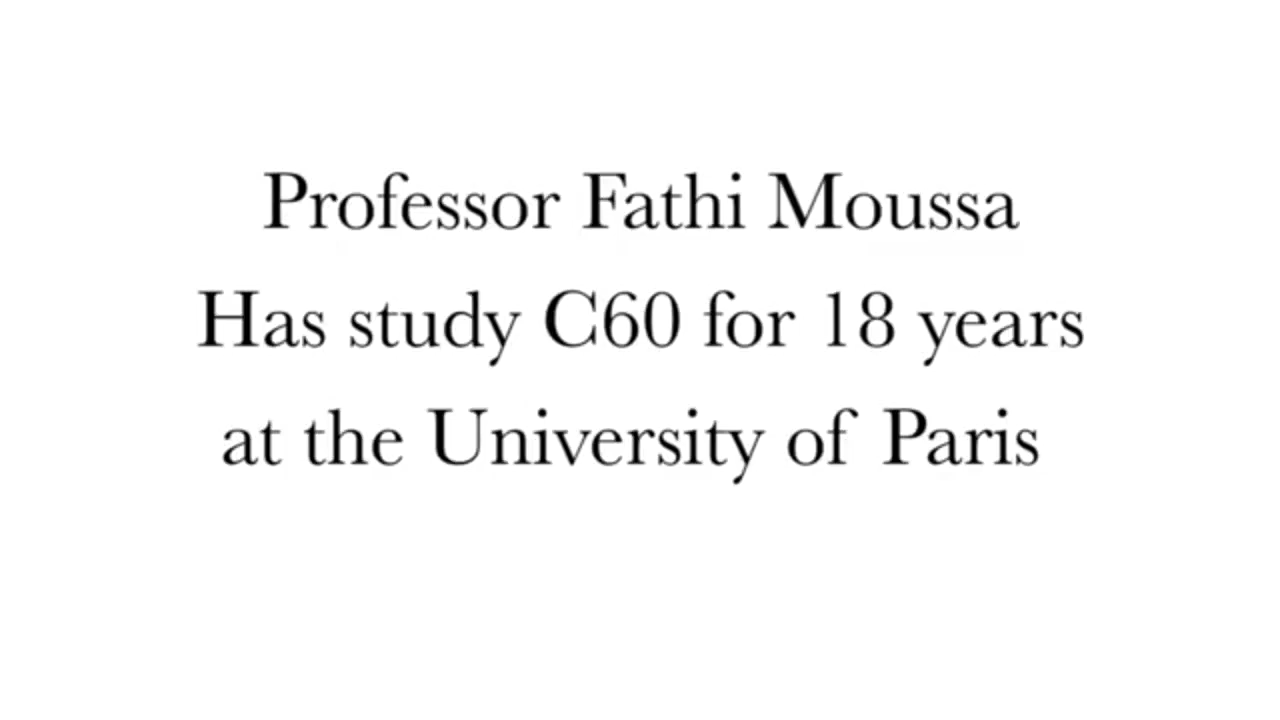 Professor Fathi Moussa
Has study C60 for 18 years
at the University of Paris